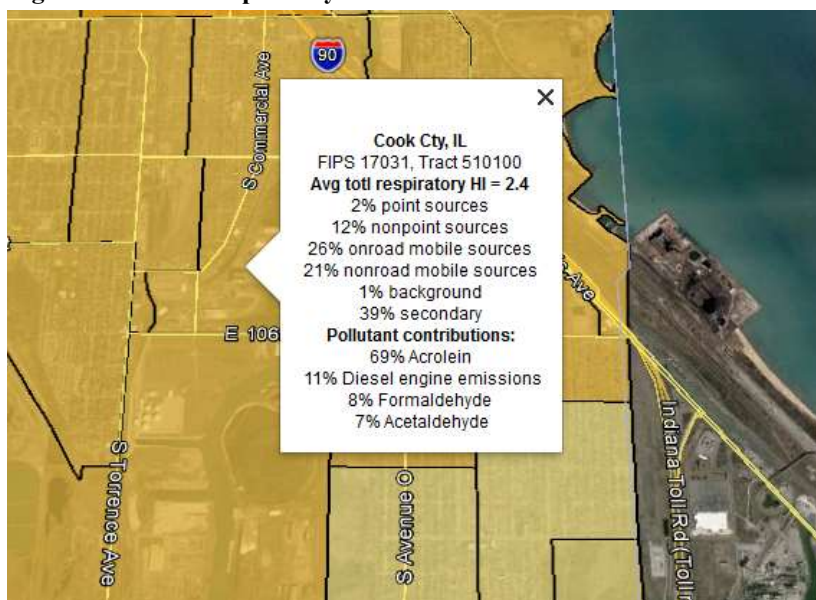 90
S Commercial Ave
Cook Cty, IL
FIPS 17031, Tract 510100
Avg totl respiratory HI = 2.4
2% point sources
12% nonpoint sources
26% onroad mobile sources
21% nonroad mobile sources
1% background
39% secondary
Pollutant contributions:
69% Acrolein
11% Diesel engine emissions
8% Formaldehyde
7% Acetaldehyde
Ave
E 106
S Torrence Ave
S Avenue O
Indiana Toll Rd (Toll r